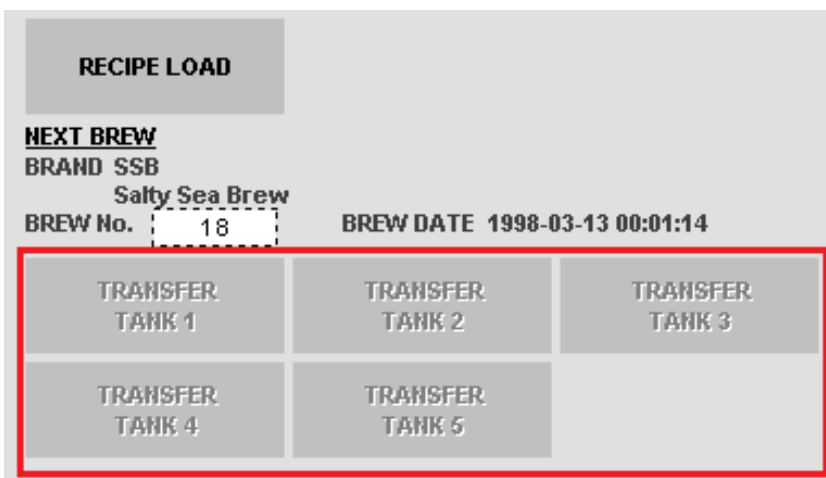 RECIPE LOAD
NEXT BREW
BRAND SSB
Salty Sea Brew
BREW No. 18 BREW DATE 1998-03-13 00:01:14
TRANSFER TRANSFER TRANSFER
TANK 1 TANK 2 TANK 3
TRANSFER TRANSFER
TANK 4 TANK 5